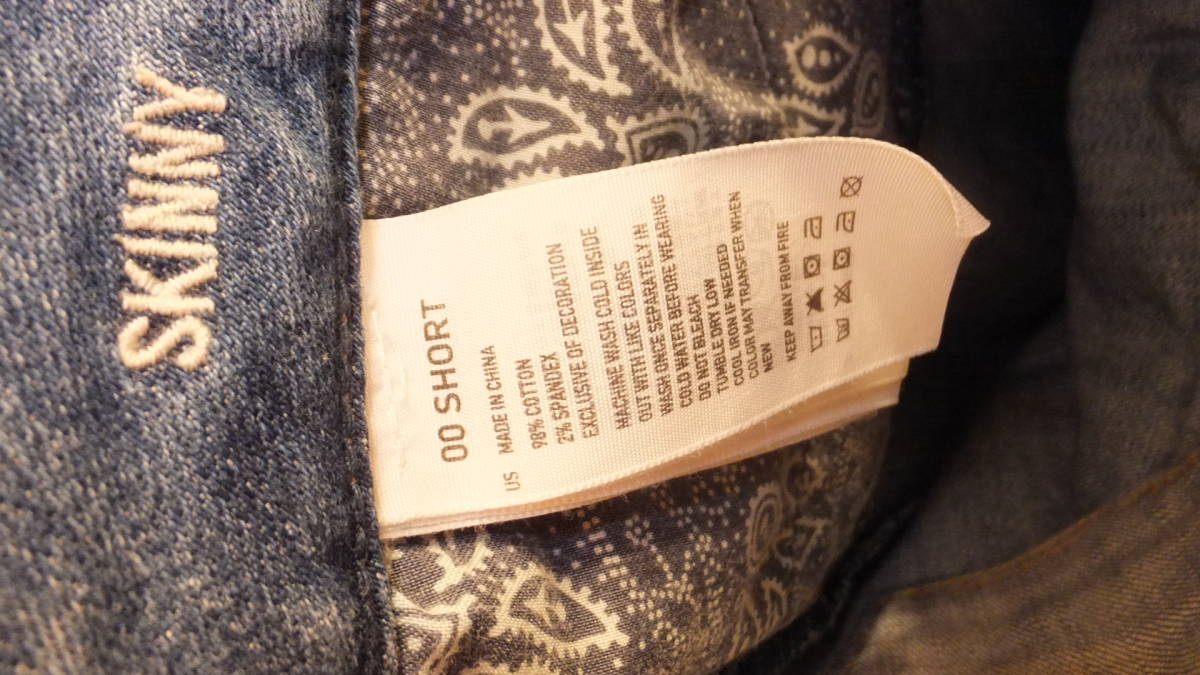 SKINNY
00 SHORT
US MADE IN CHINA
98% COTTON
2% SPANDEX
EXCLUSIVE OF DECORATION
MACHINE WASH COLD INSIDE
OUT WITH LIKE COLORS
WASH ONCE SEPARATELY IN
COLD WATER BEFORE WEARING
DO NOT BLEACH
TUMBLE DRY LOW
COOL IRON IF NEEDED
COLOR MAY TRANSFER WHEN
NEW
KEEP AWAY FROM FIRE